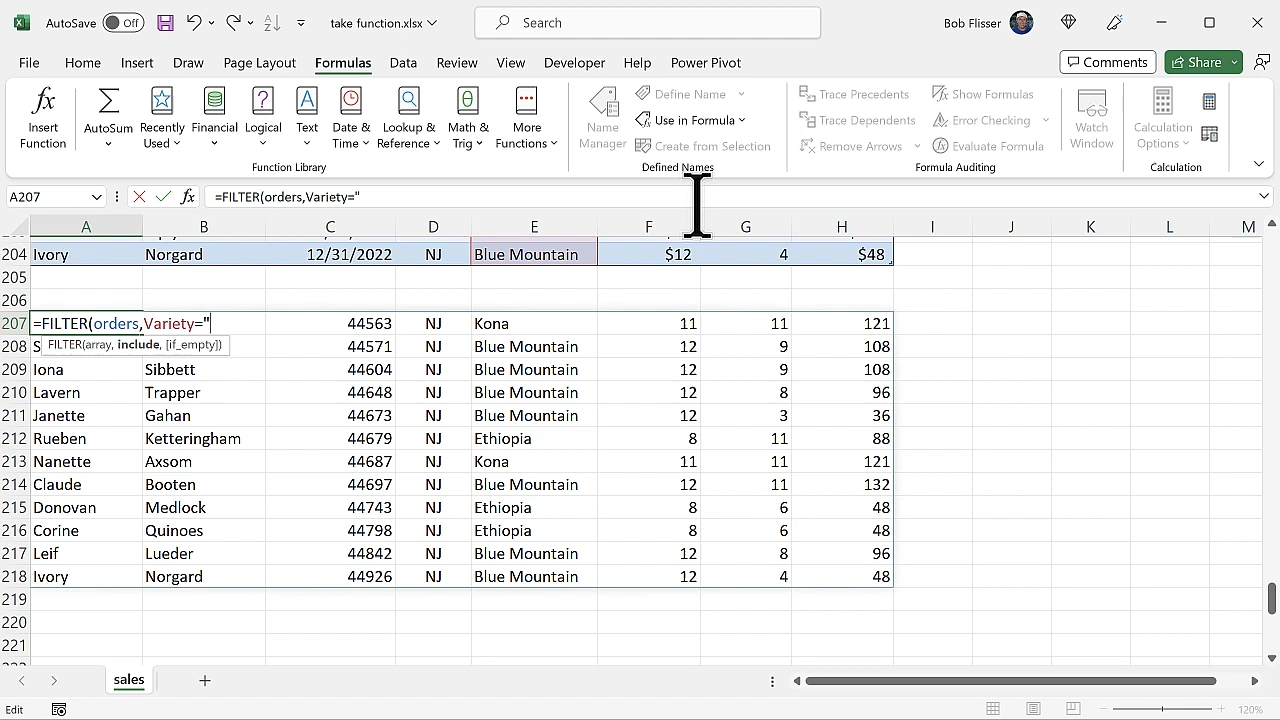 AutoSave Off take function.xlsx Search Bob Flisser
File Home Insert Draw Page Layout Formulas Data Review View Developer Help Power Pivot Comments Share
Insert Function
AutoSum
Recently Used
Financial
Logical
Text
Date & Time
Lookup & Reference
Math & Trig
More Functions
Function Library
Name Manager
Define Name
Use in Formula
Create from Selection
Defined Names
Trace Precedents
Trace Dependents
Remove Arrows
Show Formulas
Error Checking
Evaluate Formula
Formula Auditing
Watch Window
Calculation Options
Calculation
A207 fx =FILTER(orders,Variety="
A B C D E F G H I J K L M
204 Ivory Norgard 12/31/2022 NJ Blue Mountain $12 4 $48
205
206
207 =FILTER(orders,Variety=" 44563 NJ Kona 11 11 121
FILTER(array, include, [if_empty])
208 S 44571 NJ Blue Mountain 12 9 108
209 Iona Sibbett 44604 NJ Blue Mountain 12 9 108
210 Lavern Trapper 44648 NJ Blue Mountain 12 8 96
211 Janette Gahan 44673 NJ Blue Mountain 12 3 36
212 Rueben Ketteringham 44679 NJ Ethiopia 8 11 88
213 Nanette Axsom 44687 NJ Kona 11 11 121
214 Claude Booten 44697 NJ Blue Mountain 12 11 132
215 Donovan Medlock 44743 NJ Ethiopia 8 6 48
216 Corine Quinoes 44798 NJ Ethiopia 8 6 48
217 Leif Lueder 44842 NJ Blue Mountain 12 8 96
218 Ivory Norgard 44926 NJ Blue Mountain 12 4 48
219
220
221
sales
Edit 120%